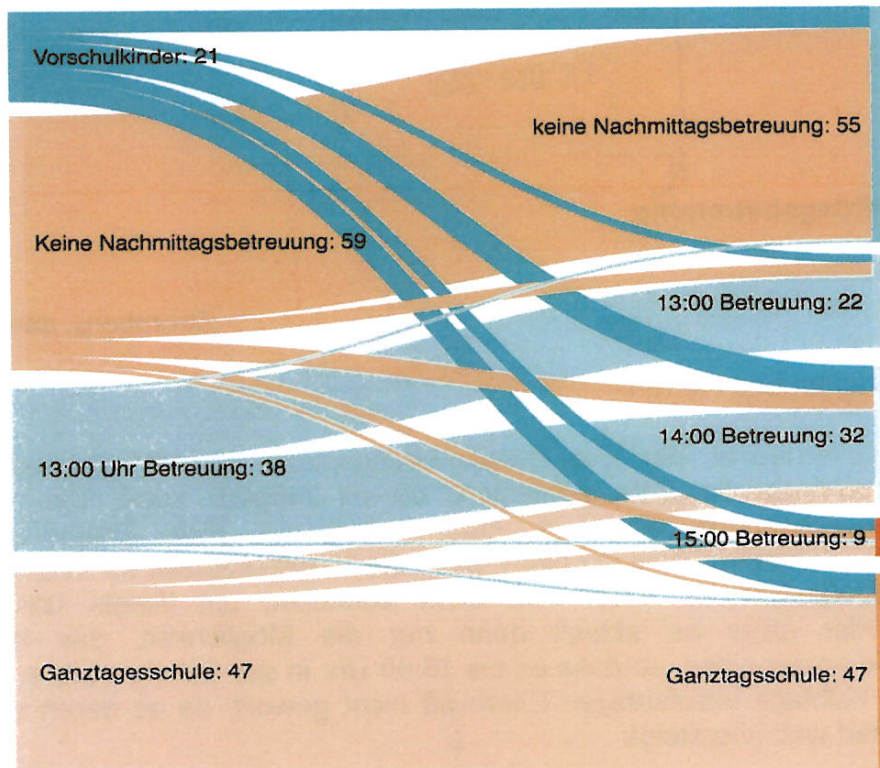 Vorschulkinder: 21
keine Nachmittagsbetreuung: 55
Keine Nachmittagsbetreuung: 59
13:00 Betreuung: 22
14:00 Betreuung: 32
13:00 Uhr Betreuung: 38
15:00 Betreuung: 9
Ganztagesschule: 47
Ganztagsschule: 47